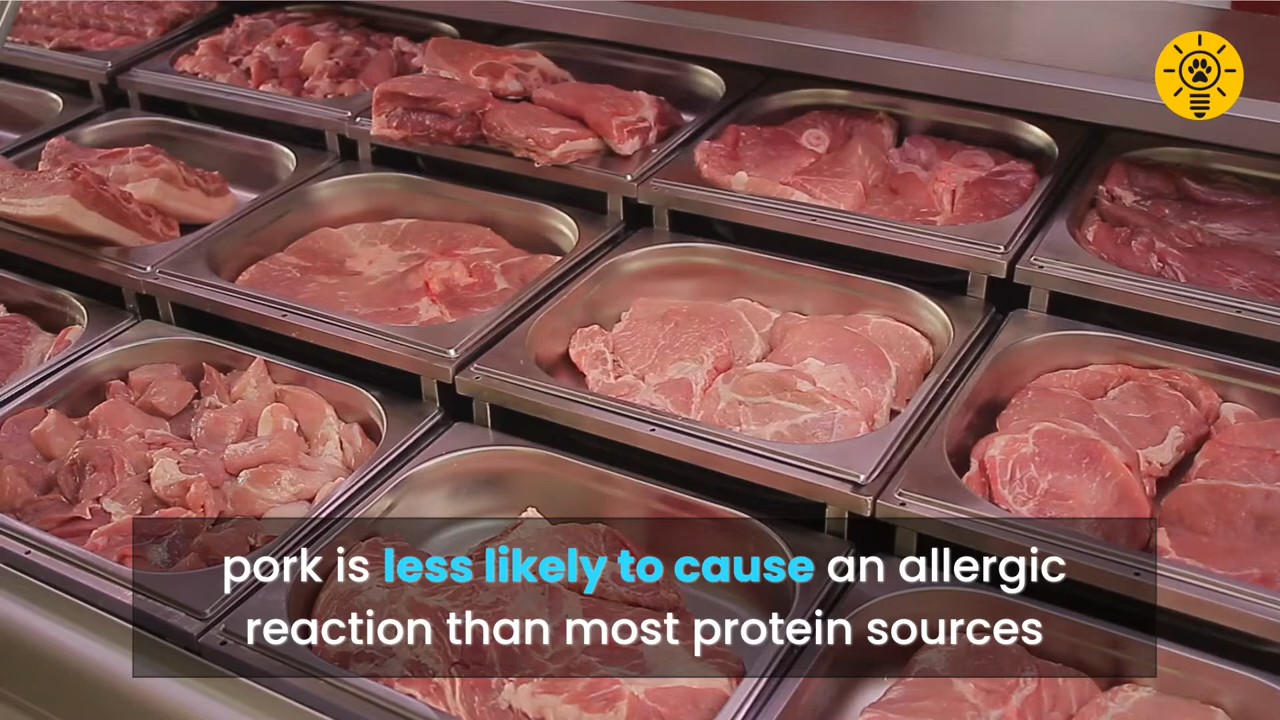 pork is less likely to cause an allergic
reaction than most protein sources